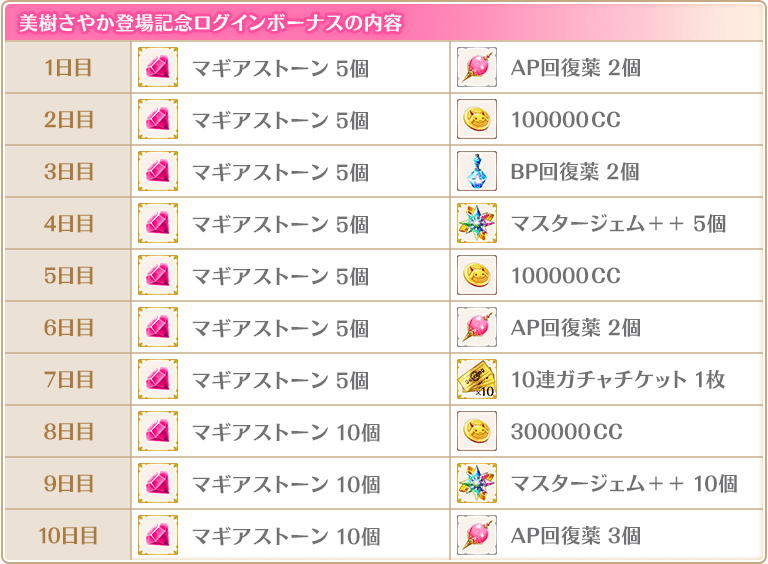 美樹さやか登場記念ログインボーナスの内容
1日目 マギアストーン 5個 AP回復薬 2個
2日目 マギアストーン 5個 100000CC
3日目 マギアストーン 5個 BP回復薬 2個
4日目 マギアストーン 5個 マスタージェム＋＋ 5個
5日目 マギアストーン 5個 100000CC
6日目 マギアストーン 5個 AP回復薬 2個
7日目 マギアストーン 5個 ×10 10連ガチャチケット 1枚
8日目 マギアストーン 10個 300000CC
9日目 マギアストーン 10個 マスタージェム＋＋ 10個
10日目 マギアストーン 10個 AP回復薬 3個